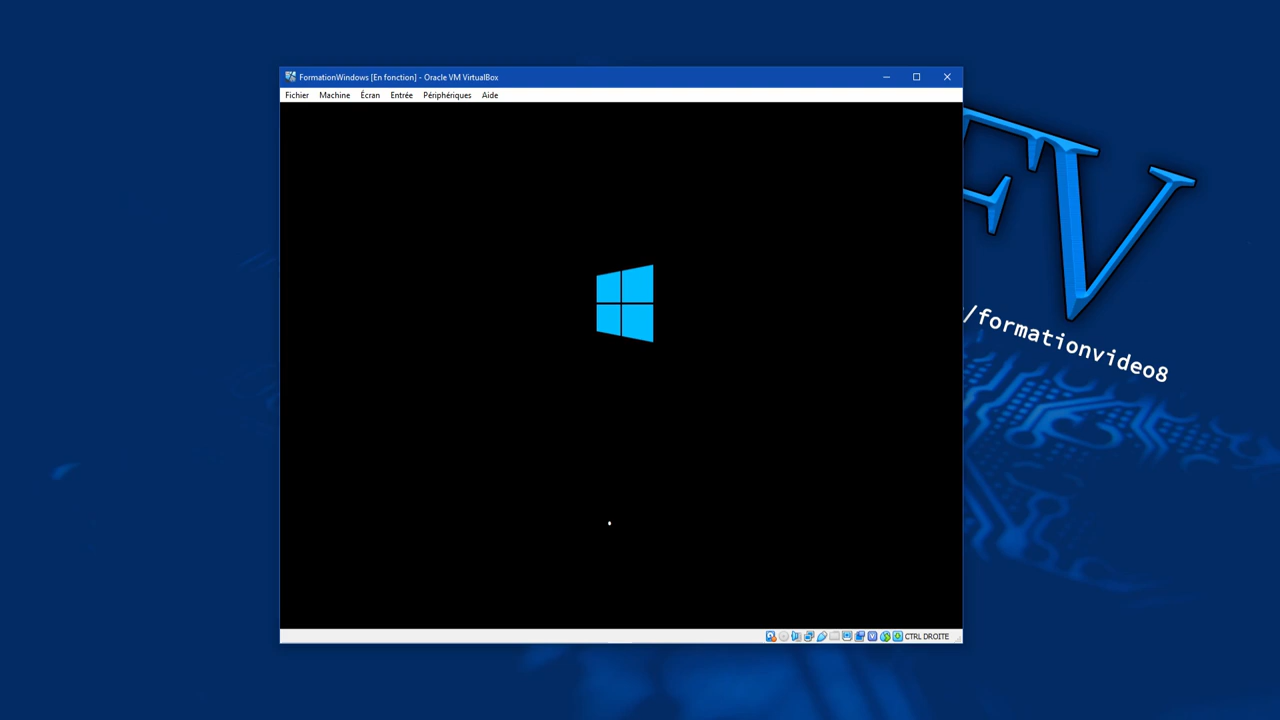 FormationWindows [En fonction] - Oracle VM VirtualBox
Fichier Machine Écran Entrée Périphériques Aide
FV
/formationvideo8
CTRL DROITE